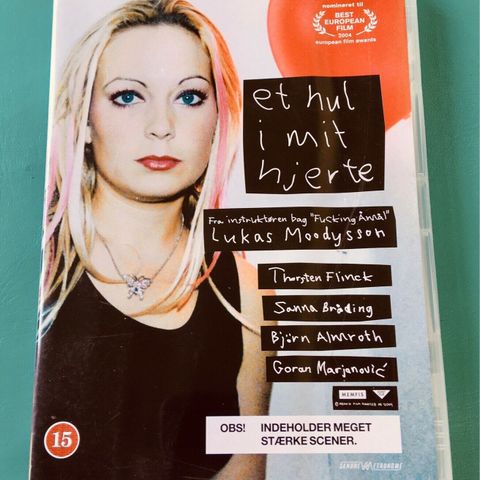 nomineret til
BEST
EUROPEAN
FILM
2004
european film awards
et hul
i mit
hjerte
Fra instruktøren bag "Fucking Åmål"
Lukas Moodysson
Thorsten Flinck
Sanna Bråding
Björn Almroth
Goran Marjanović
MEMFIS
15
OBS! INDEHOLDER MEGET
STÆRKE SCENER.